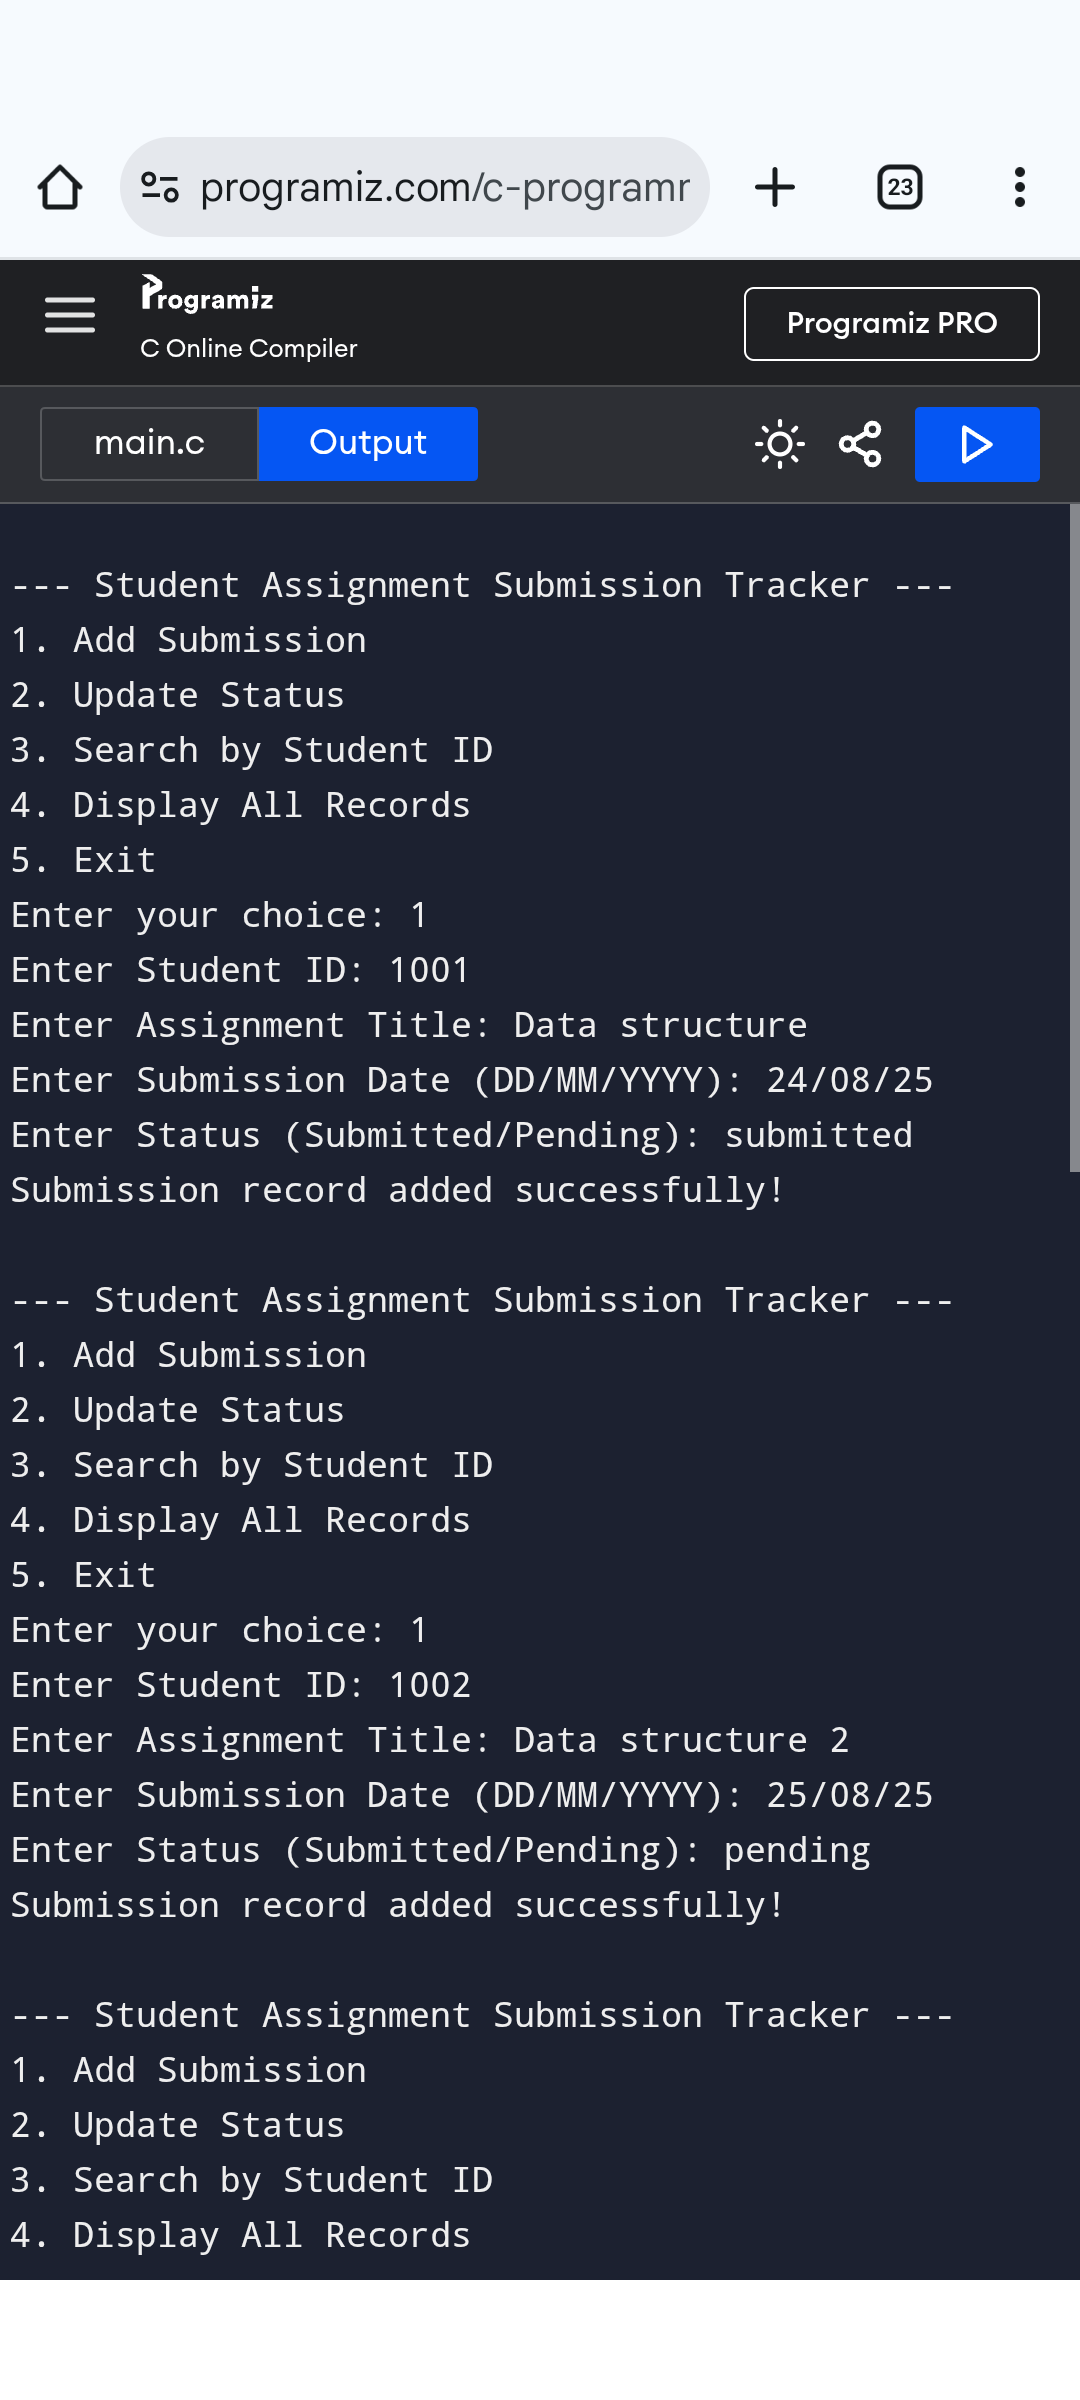 programiz.com/c-programr
23
Programiz
C Online Compiler
Programiz PRO
main.c
Output
--- Student Assignment Submission Tracker ---
1. Add Submission
2. Update Status
3. Search by Student ID
4. Display All Records
5. Exit
Enter your choice: 1
Enter Student ID: 1001
Enter Assignment Title: Data structure
Enter Submission Date (DD/MM/YYYY): 24/08/25
Enter Status (Submitted/Pending): submitted
Submission record added successfully!
--- Student Assignment Submission Tracker ---
1. Add Submission
2. Update Status
3. Search by Student ID
4. Display All Records
5. Exit
Enter your choice: 1
Enter Student ID: 1002
Enter Assignment Title: Data structure 2
Enter Submission Date (DD/MM/YYYY): 25/08/25
Enter Status (Submitted/Pending): pending
Submission record added successfully!
--- Student Assignment Submission Tracker ---
1. Add Submission
2. Update Status
3. Search by Student ID
4. Display All Records